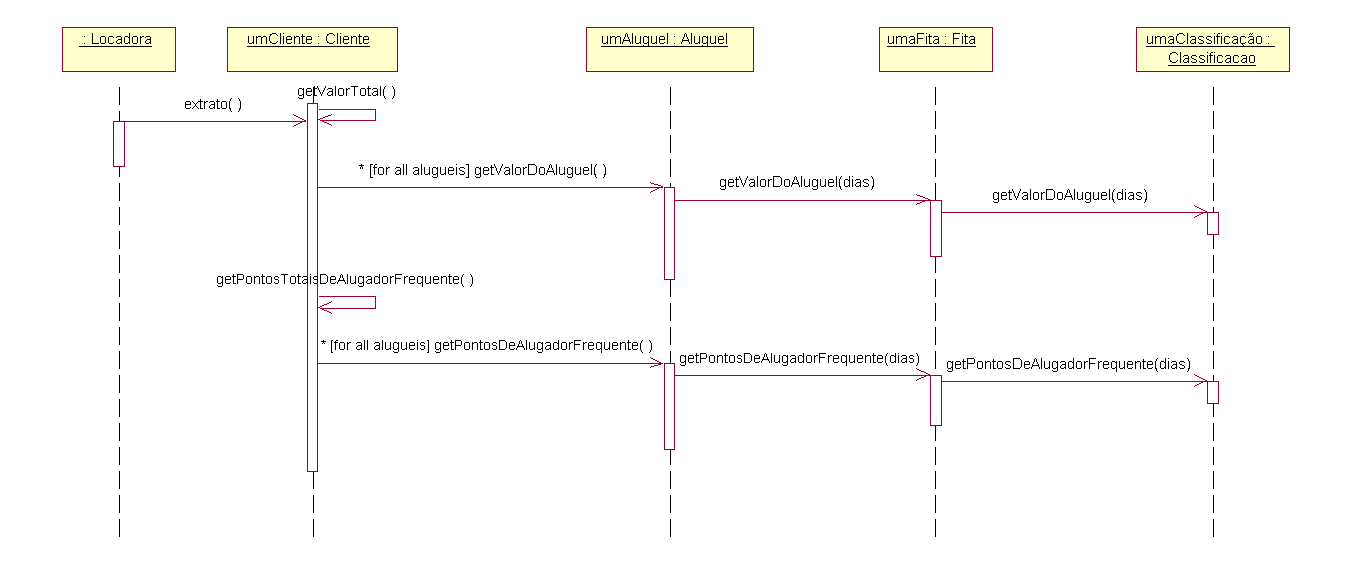 : Locadora
umCliente : Cliente
umAluguel : Aluguel
umaFita : Fita
umaClassificação :
Classificacao
getValorTotal( )
extrato( )
* [for all alugueis] getValorDoAluguel( )
getValorDoAluguel(dias)
getValorDoAluguel(dias)
getPontosTotaisDeAlugadorFrequente( )
* [for all alugueis] getPontosDeAlugadorFrequente( )
getPontosDeAlugadorFrequente(dias)
getPontosDeAlugadorFrequente(dias)